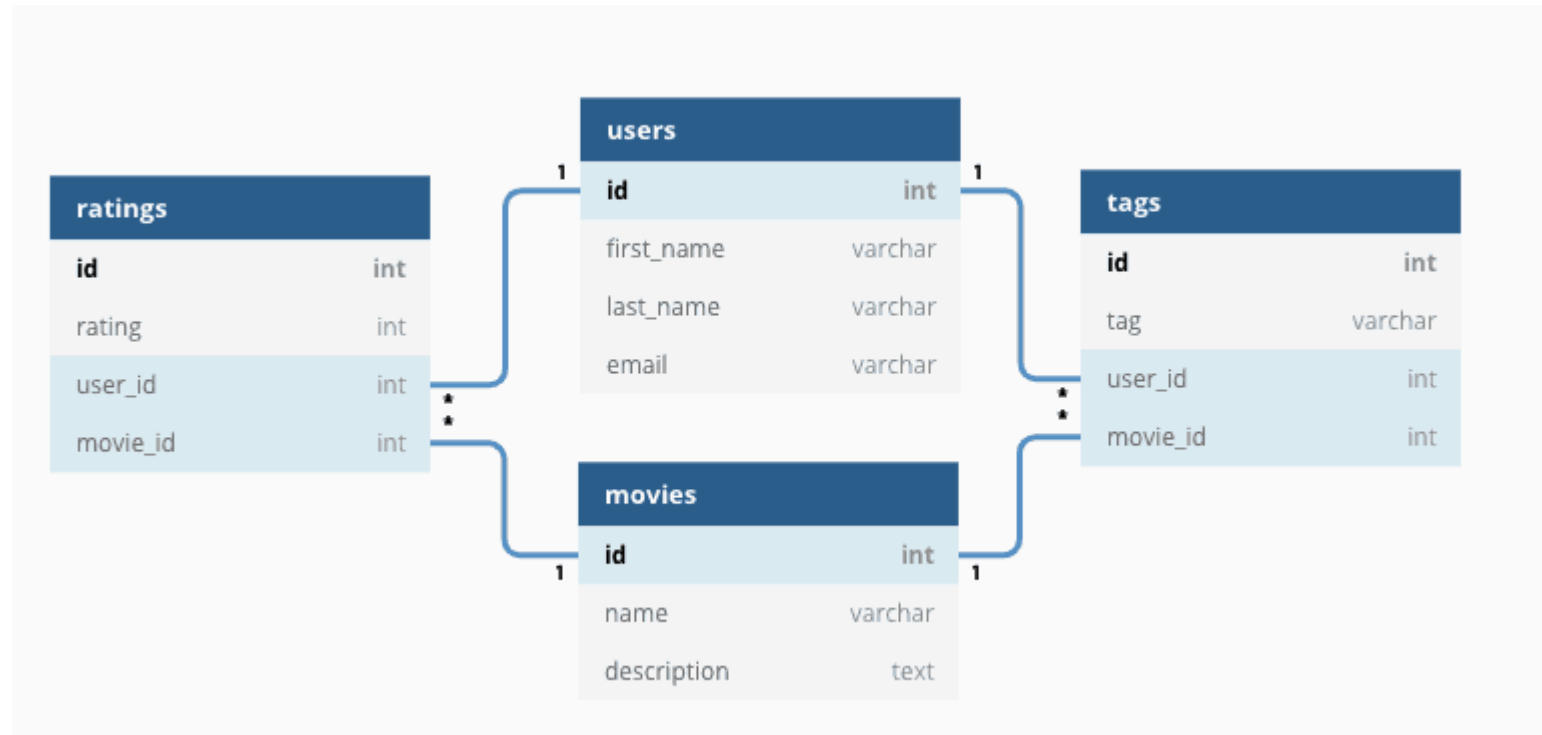 users
1
id int
1
first_name varchar
last_name varchar
email varchar
ratings
id int
rating int
user_id int
*
*
movie_id int
tags
id int
tag varchar
*
user_id int
*
movie_id int
movies
id int
1
1
name varchar
description text